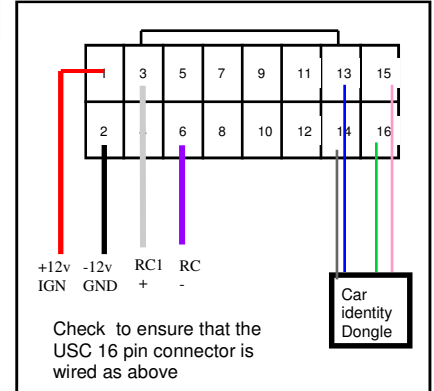 1 3 5 7 9 11 13 15
2 4 6 8 10 12 14 16
+12v -12v RC1 RC
IGN GND + -
Car
identity
Dongle
Check to ensure that the
USC 16 pin connector is
wired as above